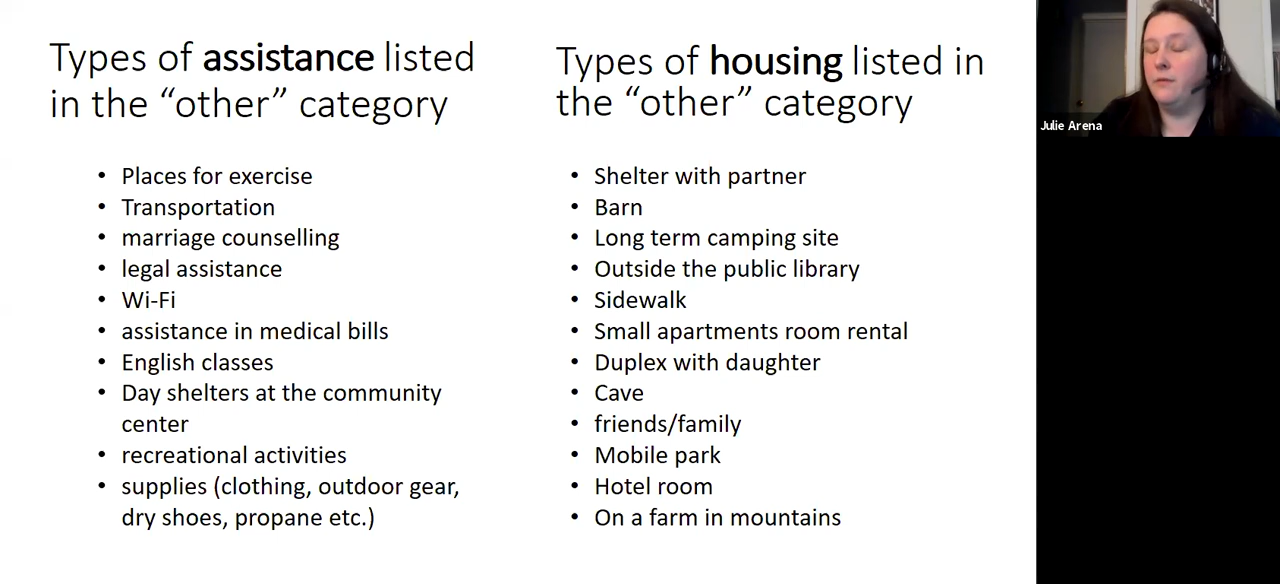 Types of assistance listed
in the “other” category
• Places for exercise
• Transportation
• marriage counselling
• legal assistance
• Wi-Fi
• assistance in medical bills
• English classes
• Day shelters at the community
center
• recreational activities
• supplies (clothing, outdoor gear,
dry shoes, propane etc.)
Types of housing listed in
the “other” category
• Shelter with partner
• Barn
• Long term camping site
• Outside the public library
• Sidewalk
• Small apartments room rental
• Duplex with daughter
• Cave
• friends/family
• Mobile park
• Hotel room
• On a farm in mountains
Julie Arena